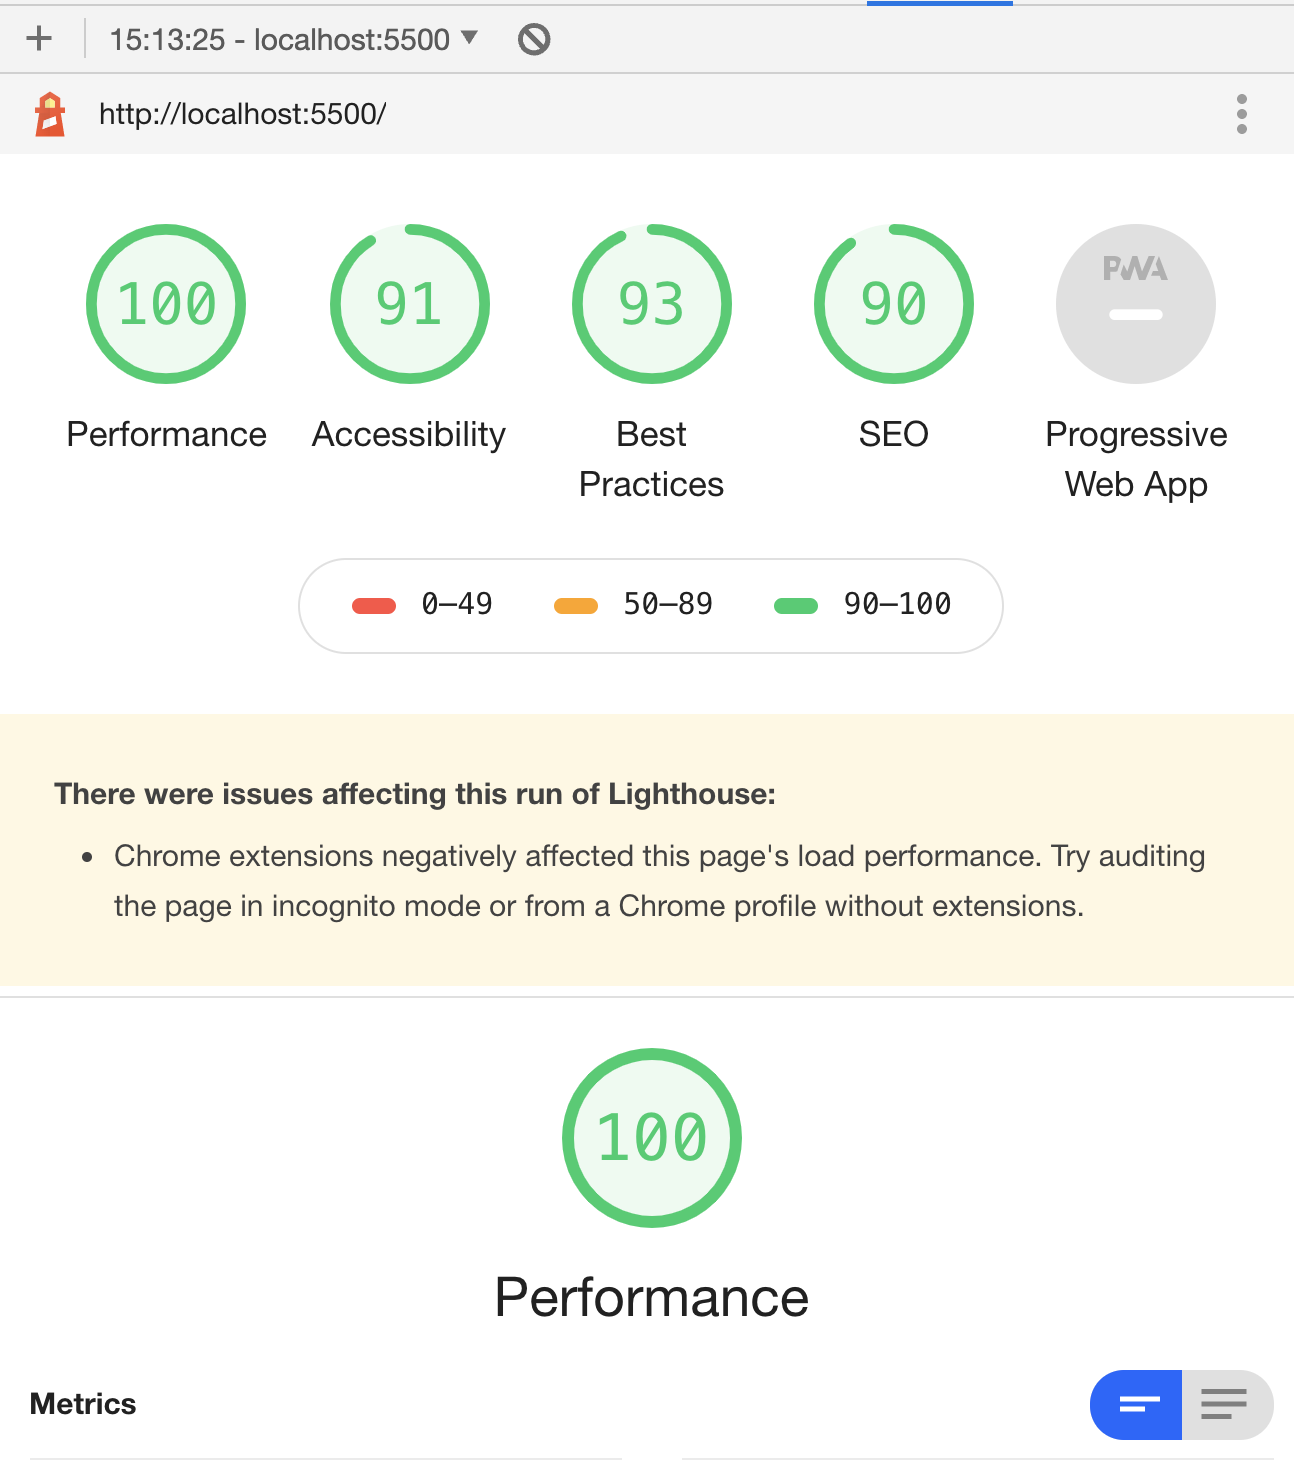 15:13:25 - localhost:5500
http://localhost:5500/
100
91
93
90
PWA
Performance
Accessibility
Best
Practices
SEO
Progressive
Web App
0–49
50–89
90–100
There were issues affecting this run of Lighthouse:
• Chrome extensions negatively affected this page's load performance. Try auditing
the page in incognito mode or from a Chrome profile without extensions.
100
Performance
Metrics